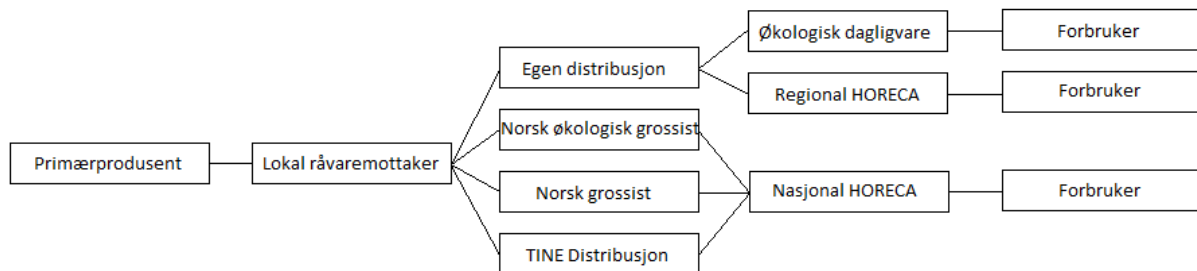 Økologisk dagligvare
Forbruker
Egen distribusjon
Regional HORECA
Forbruker
Norsk økologisk grossist
Primærprodusent
Lokal råvaremottaker
Norsk grossist
Nasjonal HORECA
Forbruker
TINE Distribusjon